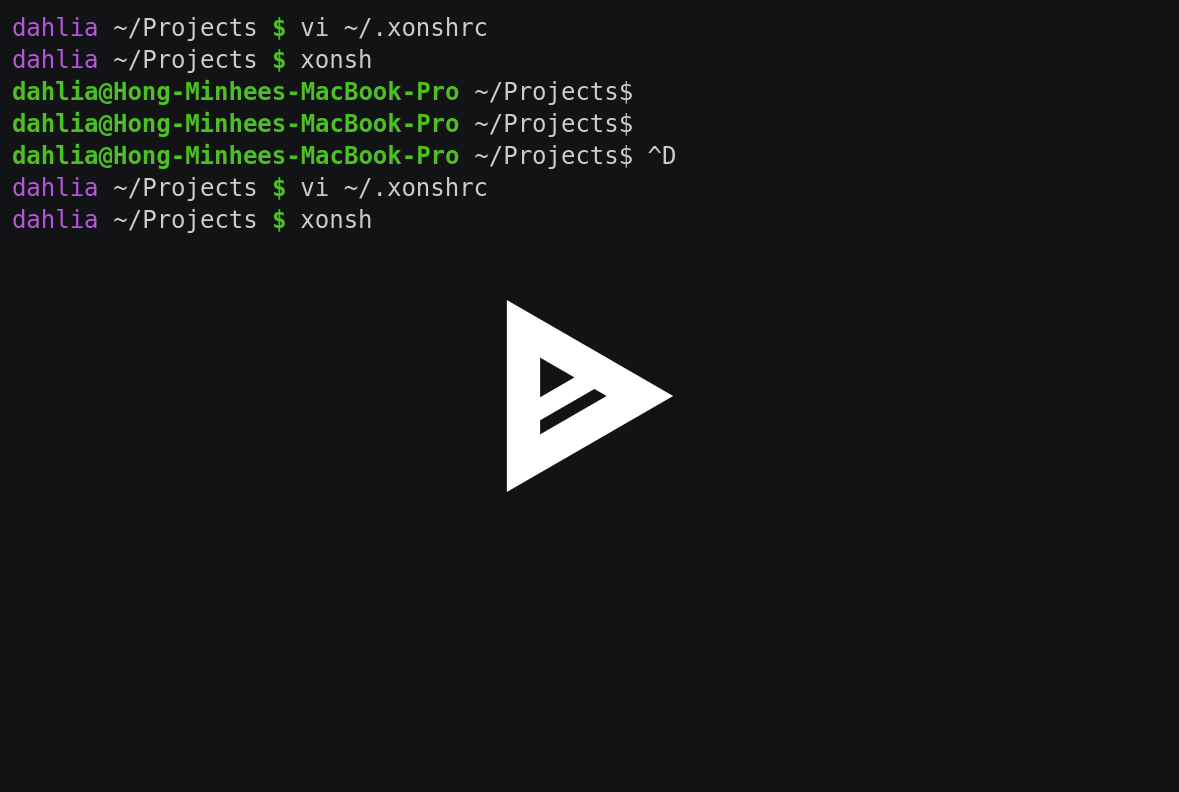 dahlia ~/Projects $ vi ~/.xonshrc
dahlia ~/Projects $ xonsh
dahlia@Hong-Minhees-MacBook-Pro ~/Projects$
dahlia@Hong-Minhees-MacBook-Pro ~/Projects$
dahlia@Hong-Minhees-MacBook-Pro ~/Projects$ ^D
dahlia ~/Projects $ vi ~/.xonshrc
dahlia ~/Projects $ xonsh